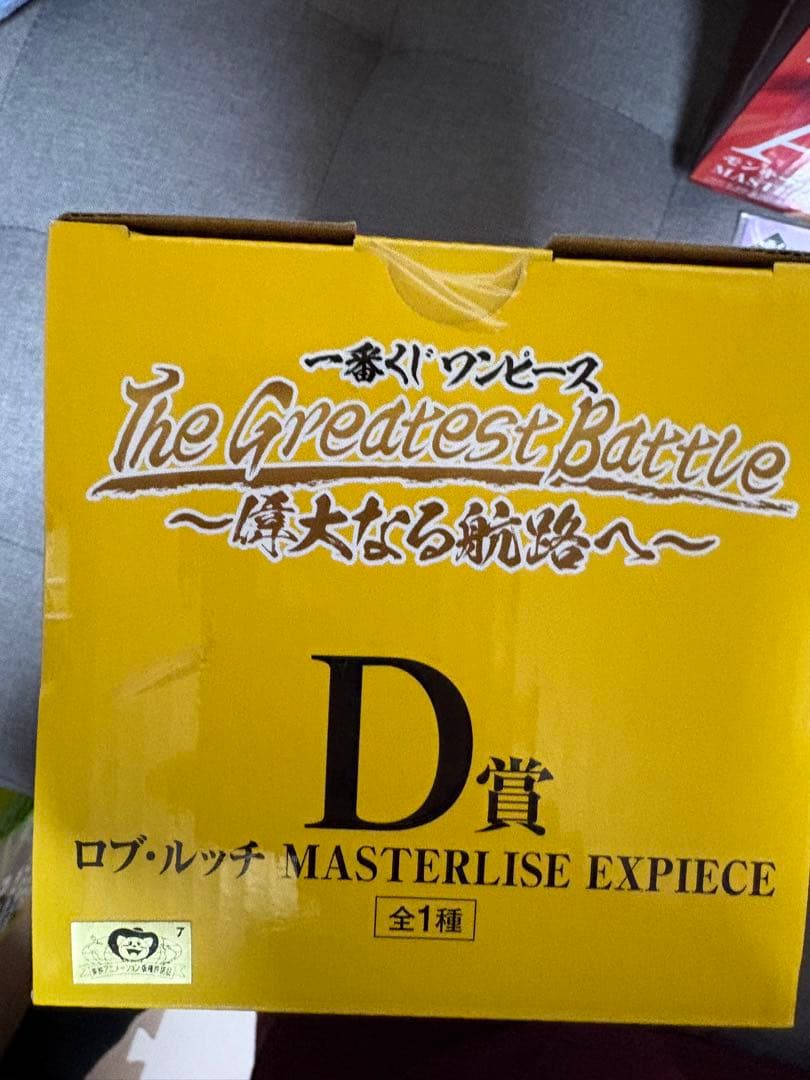 一番くじ ワンピース
The Greatest Battle
～偉大なる航路へ～
D賞
ロブ・ルッチ MASTERLISE EXPIECE
全1種
7